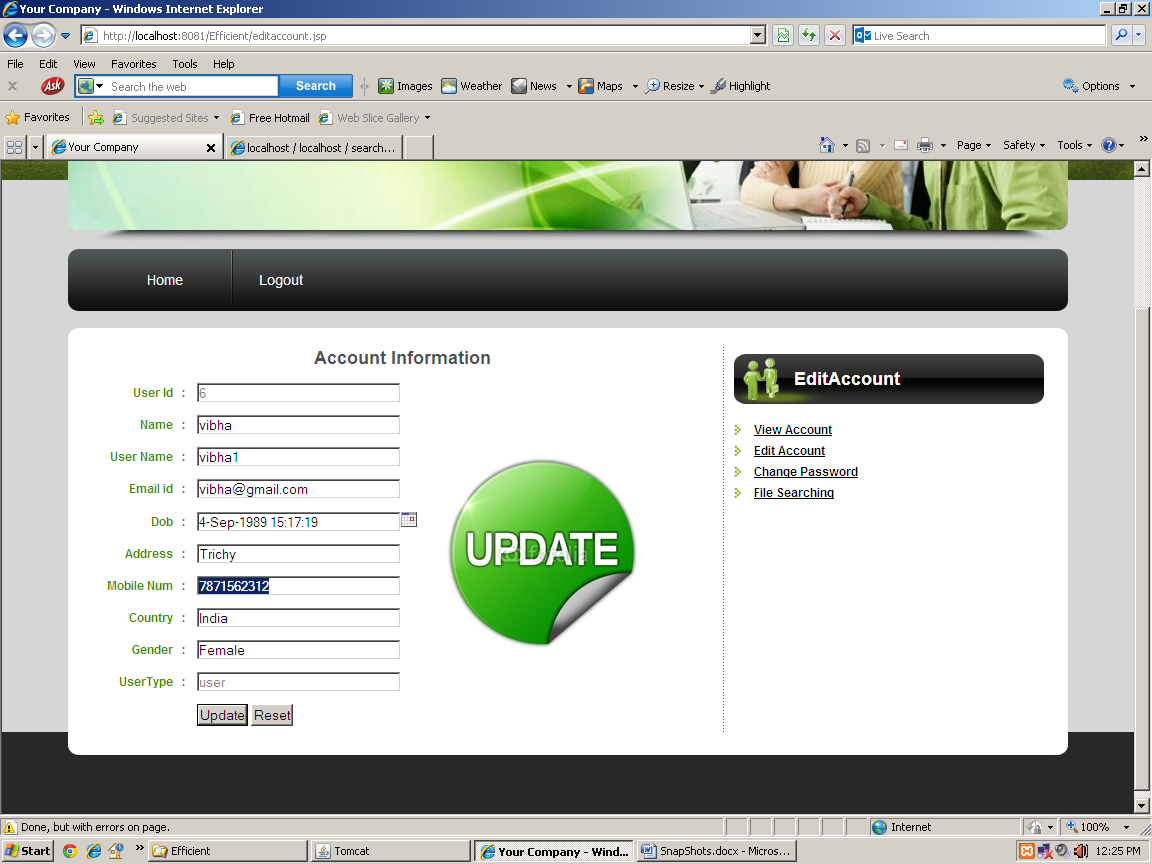 Your Company - Windows Internet Explorer
http://localhost:8081/Efficient/editaccount.jsp
Live Search
File Edit View Favorites Tools Help
Ask Search the web Search Images Weather News Maps Resize Highlight Options
Favorites Suggested Sites Free Hotmail Web Slice Gallery
Your Company localhost / localhost / search... Page Safety Tools »
Home Logout
Account Information
User Id : 6
Name : vibha
User Name : vibha1
Email id : vibha@gmail.com
Dob : 4-Sep-1989 15:17:19
Address : Trichy
Mobile Num : 7871562312
Country : India
Gender : Female
UserType : user
Update Reset
UPDATE
EditAccount
View Account
Edit Account
Change Password
File Searching
Done, but with errors on page. Internet 100%
Start » Efficient Tomcat Your Company - Wind... SnapShots.docx - Micros... 12:25 PM